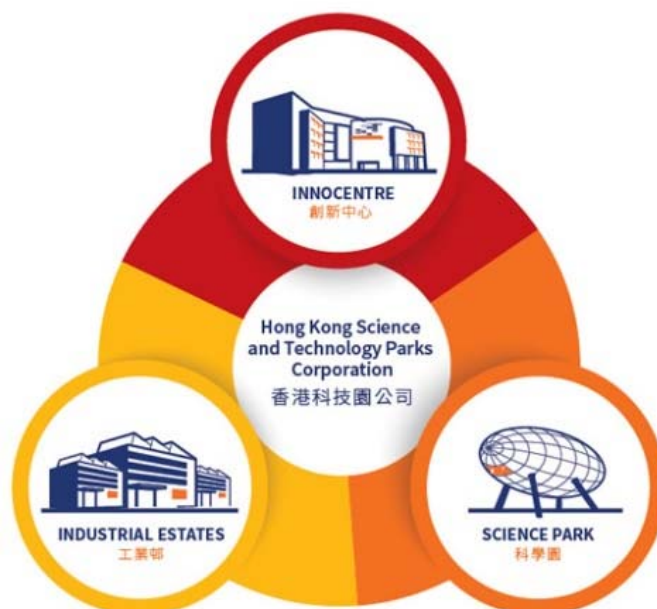 INNOCENTRE
創新中心
Hong Kong Science
and Technology Parks
Corporation
香港科技園公司
INDUSTRIAL ESTATES
工業邨
SCIENCE PARK
科學園